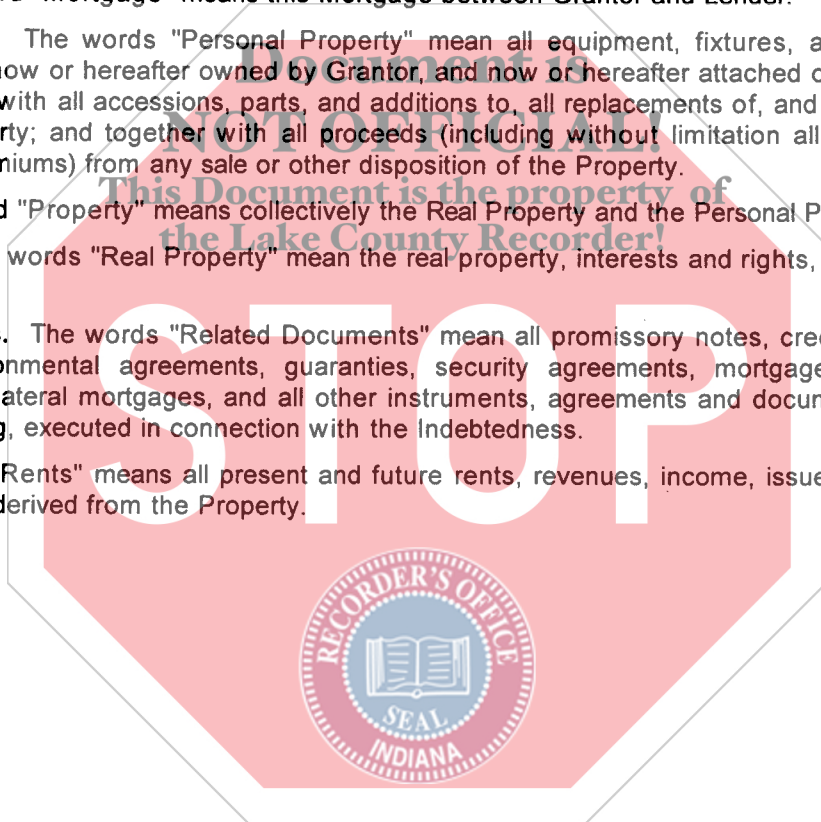 "Mortgage" means this Mortgage between Grantor and Lender.
The words "Personal Property" mean all equipment, fixtures,
now or hereafter owned by Grantor, and now or hereafter attached
with all accessions, parts, and additions to, all replacements of, and
rty; and together with all proceeds (including without limitation all
miums) from any sale or other disposition of the Property.
"Property" means collectively the Real Property and the Personal P
words "Real Property" mean the real property, interests and rights,
The words "Related Documents" mean all promissory notes, cre
onmental agreements, guaranties, security agreements, mortgage
ateral mortgages, and all other instruments, agreements and docu
, executed in connection with the Indebtedness.
Rents" means all present and future rents, revenues, income, issue
derived from the Property.
Document is
NOT OFFICIAL!
This Document is the property of
the Lake County Recorder!
STOP
RECORDER'S OFFICE
SEAL
INDIANA